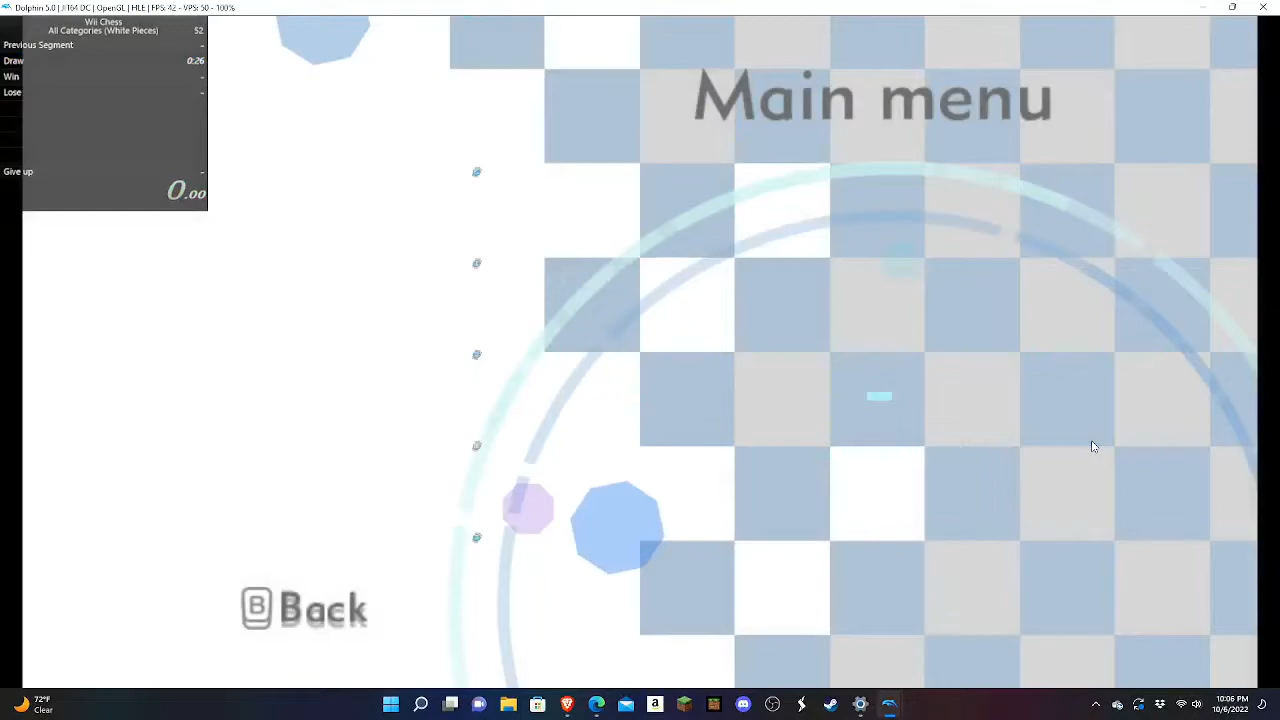 Dolphin 5.0 | JIT64 DC | OpenGL | HLE | FPS: 42 - VPS: 50 - 100%
Wii Chess
All Categories (White Pieces) 52
Previous Segment -
Draw 0:26
Win -
Lose -
Give up -
0.00
Main menu
B Back
72°F
Clear
10:06 PM
10/6/2022